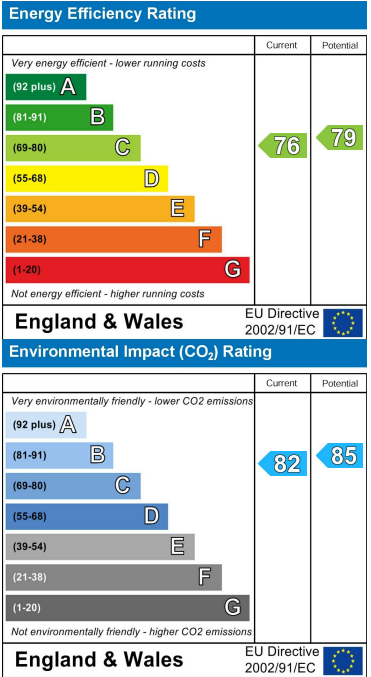 Energy Efficiency Rating
Current Potential
Very energy efficient - lower running costs
(92 plus) A
(81-91) B
(69-80) C
76 79
(55-68) D
(39-54) E
(21-38) F
(1-20) G
Not energy efficient - higher running costs
England & Wales
EU Directive
2002/91/EC
Environmental Impact (CO₂) Rating
Current Potential
Very environmentally friendly - lower CO2 emissions
(92 plus) A
(81-91) B
82 85
(69-80) C
(55-68) D
(39-54) E
(21-38) F
(1-20) G
Not environmentally friendly - higher CO2 emissions
England & Wales
EU Directive
2002/91/EC